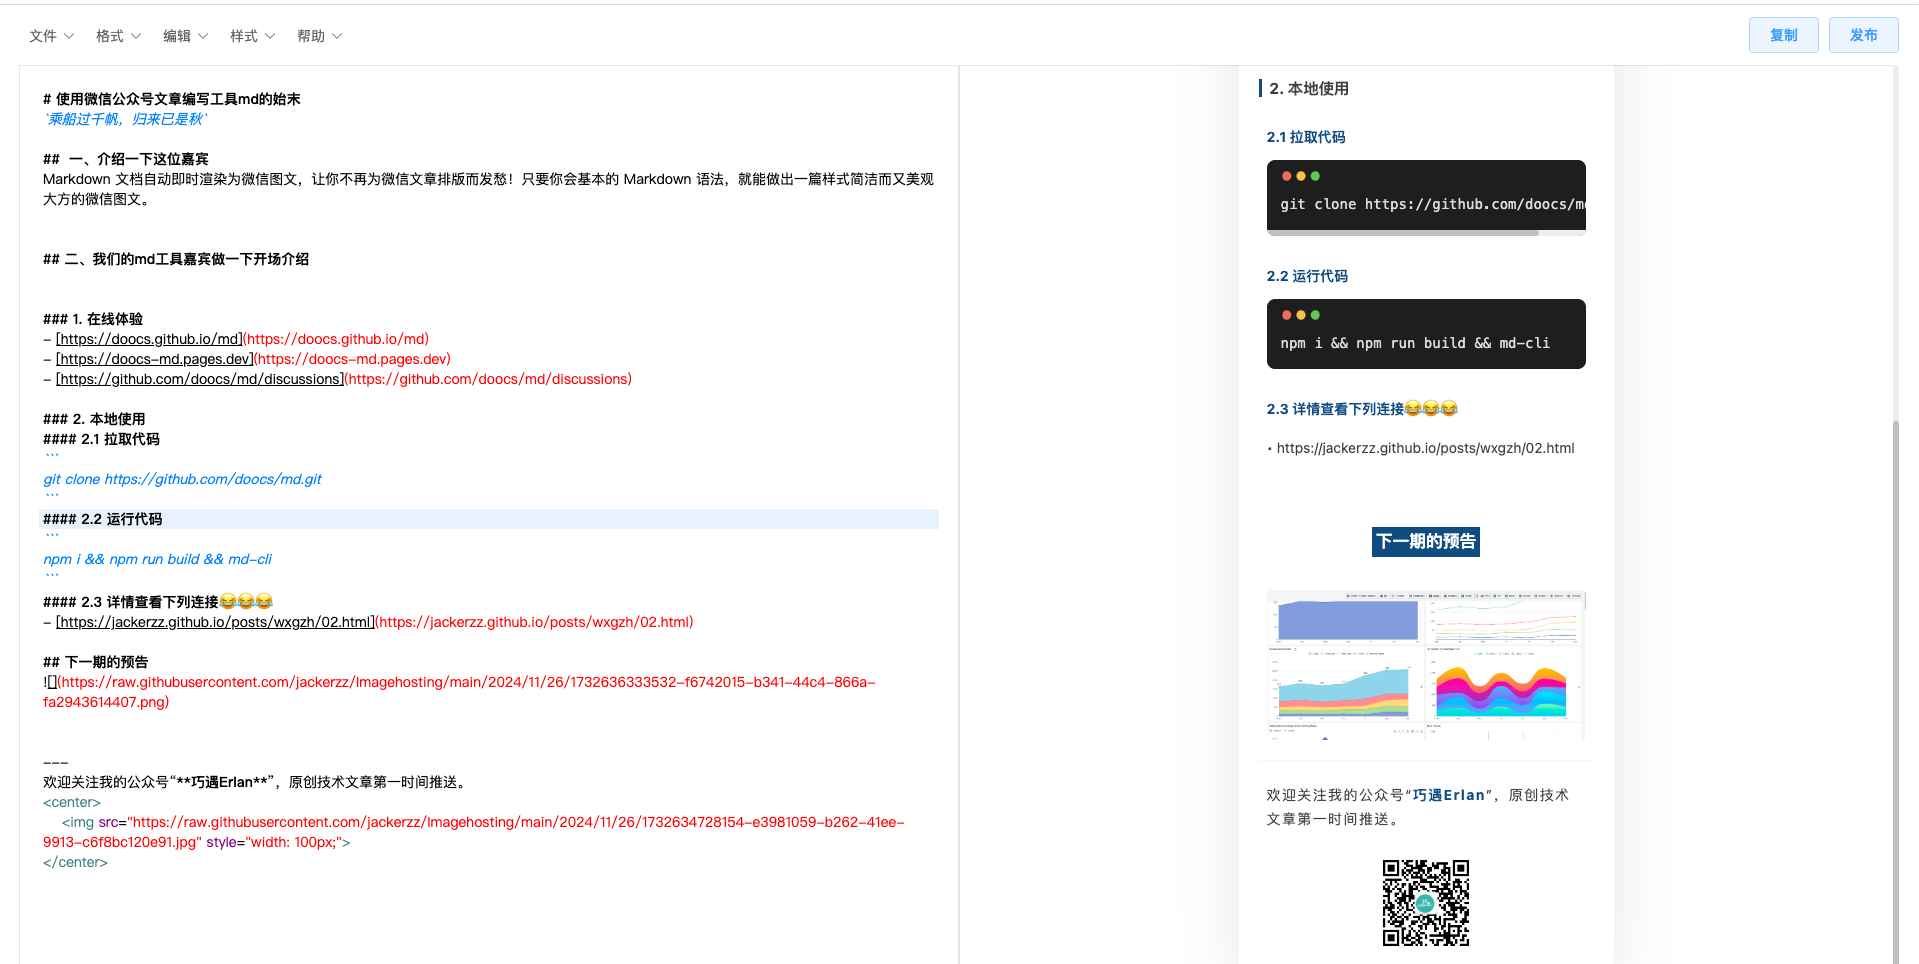 文件 格式 编辑 样式 帮助 复制 发布
# 使用微信公众号文章编写工具md的始末
`乘船过千帆，归来已是秋`
## 一、介绍一下这位嘉宾
Markdown 文档自动即时渲染为微信图文，让你不再为微信文章排版而发愁！只要你会基本的 Markdown 语法，就能做出一篇样式简洁而又美观
大方的微信图文。
## 二、我们的md工具嘉宾做一下开场介绍
### 1. 在线体验
- [https://doocs.github.io/md](https://doocs.github.io/md)
- [https://doocs-md.pages.dev](https://doocs-md.pages.dev)
- [https://github.com/doocs/md/discussions](https://github.com/doocs/md/discussions)
### 2. 本地使用
#### 2.1 拉取代码
```
git clone https://github.com/doocs/md.git
```
#### 2.2 运行代码
```
npm i && npm run build && md-cli
```
#### 2.3 详情查看下列连接😂😂😂
- [https://jackerzz.github.io/posts/wxgzh/02.html](https://jackerzz.github.io/posts/wxgzh/02.html)
## 下一期的预告
![](https://raw.githubusercontent.com/jackerzz/Imagehosting/main/2024/11/26/1732636333532-f6742015-b341-44c4-866a-
fa2943614407.png)
---
欢迎关注我的公众号“**巧遇Erlan**”，原创技术文章第一时间推送。
<center>
<img src="https://raw.githubusercontent.com/jackerzz/Imagehosting/main/2024/11/26/1732634728154-e3981059-b262-41ee-
9913-c6f8bc120e91.jpg" style="width: 100px;">
</center>
2. 本地使用
2.1 拉取代码
git clone https://github.com/doocs/m
2.2 运行代码
npm i && npm run build && md-cli
2.3 详情查看下列连接😂😂😂
• https://jackerzz.github.io/posts/wxgzh/02.html
下一期的预告
欢迎关注我的公众号“巧遇Erlan”，原创技术
文章第一时间推送。